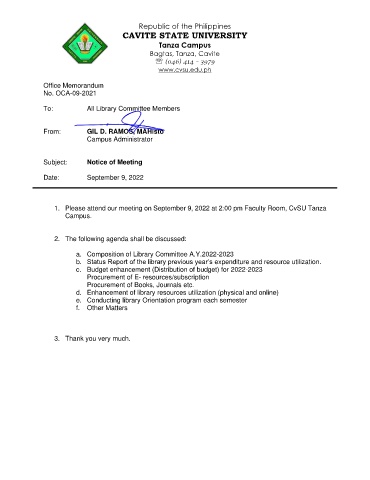 Republic of the Philippines
CAVITE STATE UNIVERSITY
Tanza Campus
Bagtas, Tanza, Cavite
☏ (046) 414 - 3979
www.cvsu.edu.ph
Office Memorandum
No. OCA-09-2021
To: All Library Committee Members
From: GIL D. RAMOS, MAHisto
Campus Administrator
Subject: Notice of Meeting
Date: September 9, 2022
1. Please attend our meeting on September 9, 2022 at 2:00 pm Faculty Room, CvSU Tanza
Campus.
2. The following agenda shall be discussed:
a. Composition of Library Committee A.Y.2022-2023
b. Status Report of the library previous year's expenditure and resource utilization.
c. Budget enhancement (Distribution of budget) for 2022-2023
Procurement of E- resources/subscription
Procurement of Books, Journals etc.
d. Enhancement of library resources utilization (physical and online)
e. Conducting library Orientation program each semester
f. Other Matters
3. Thank you very much.